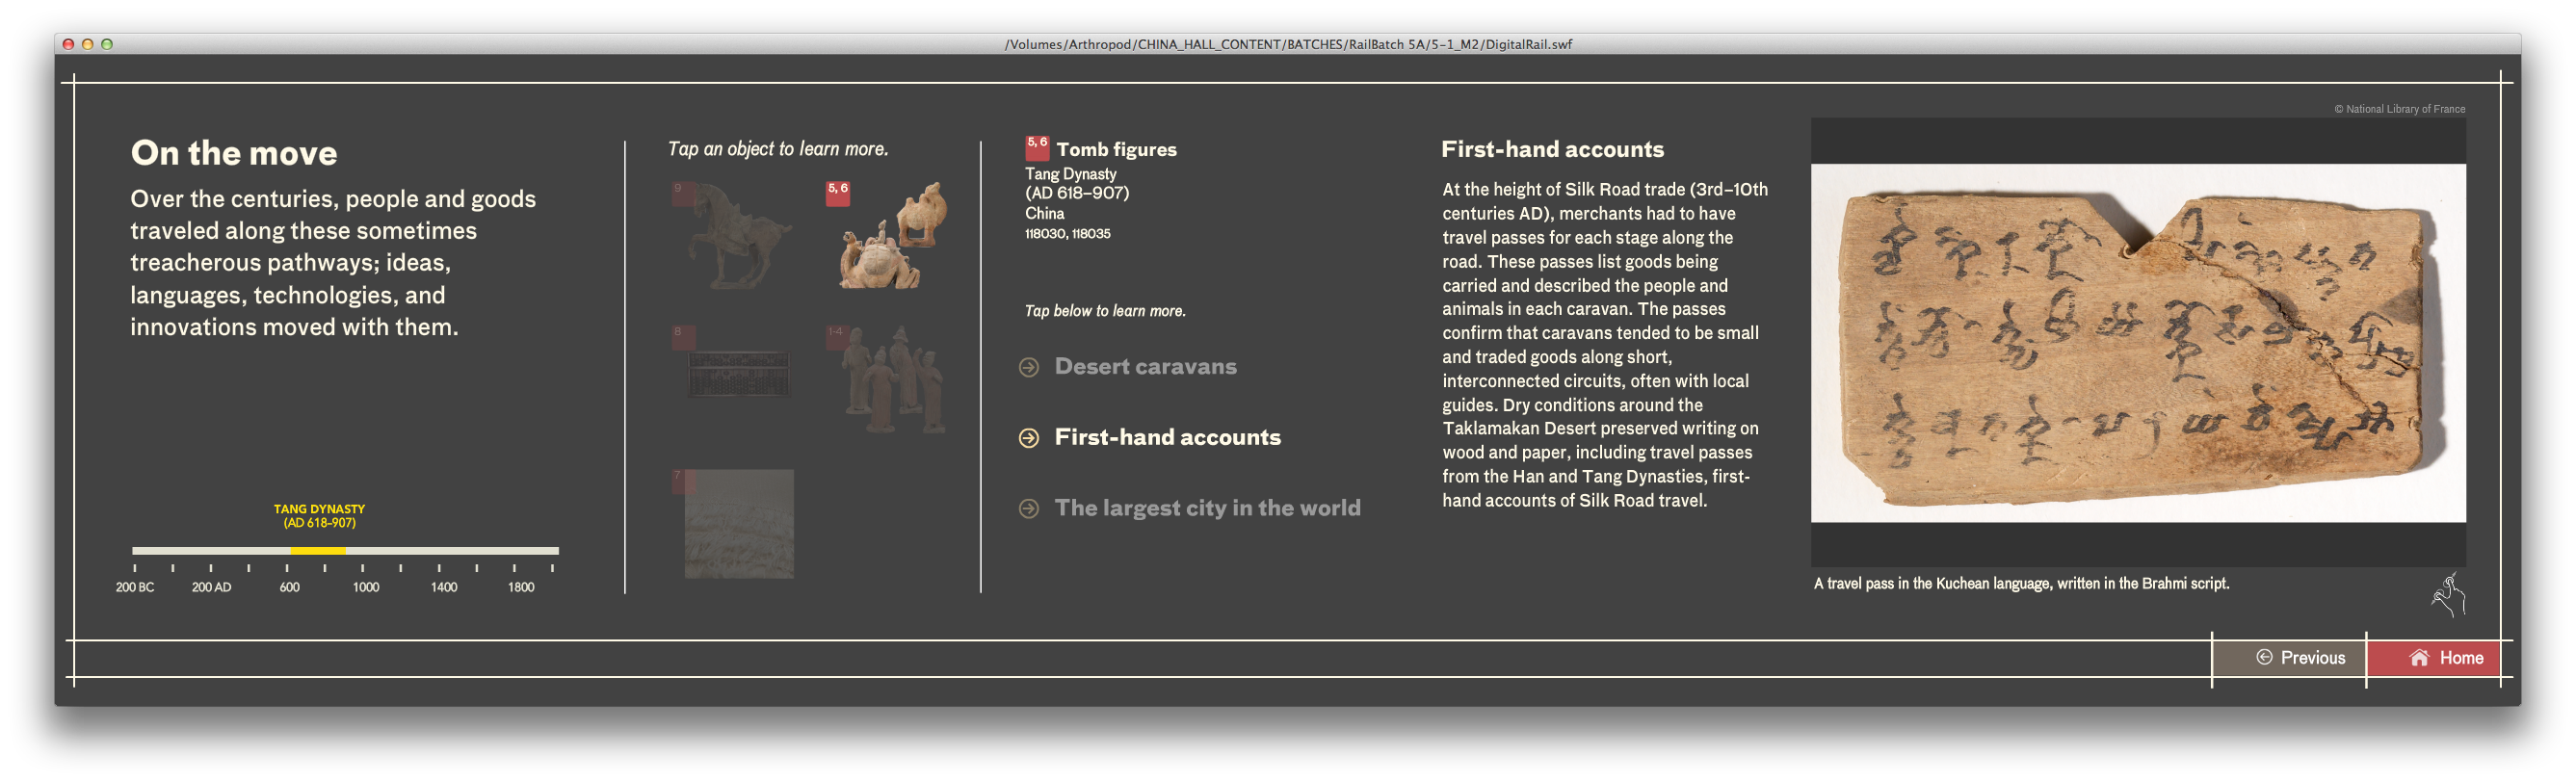 /Volumes/Arthropod/CHINA_HALL_CONTENT/BATCHES/RailBatch 5A/5-1_M2/DigitalRail.swf
On the move
Over the centuries, people and goods
traveled along these sometimes
treacherous pathways; ideas,
languages, technologies, and
innovations moved with them.
TANG DYNASTY
(AD 618–907)
200 BC 200 AD 600 1000 1400 1800
Tap an object to learn more.
9
5, 6
8
1-4
7
5, 6 Tomb figures
Tang Dynasty
(AD 618–907)
China
118030, 118035
Tap below to learn more.
Desert caravans
First-hand accounts
The largest city in the world
First-hand accounts
At the height of Silk Road trade (3rd–10th
centuries AD), merchants had to have
travel passes for each stage along the
road. These passes list goods being
carried and described the people and
animals in each caravan. The passes
confirm that caravans tended to be small
and traded goods along short,
interconnected circuits, often with local
guides. Dry conditions around the
Taklamakan Desert preserved writing on
wood and paper, including travel passes
from the Han and Tang Dynasties, first-
hand accounts of Silk Road travel.
© National Library of France
A travel pass in the Kuchean language, written in the Brahmi script.
Previous
Home